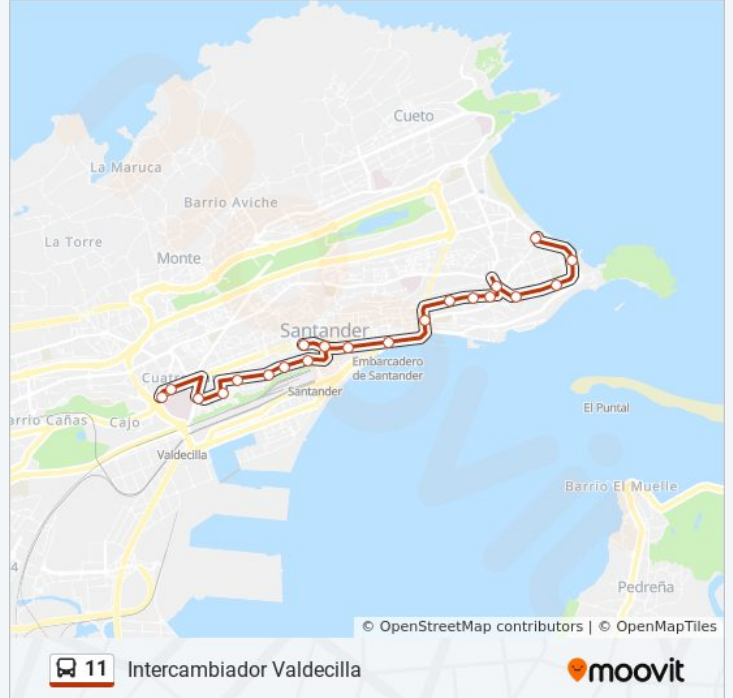 Cueto
La Maruca
Barrio Aviche
La Torre
Monte
Santander
Embarcadero
de Santander
Cuatr
Santander
El Puntal
arrio Cañas
Cajo
Valdecilla
Barrio El Muelle
4
Pedreña
© OpenStreetMap contributors | © OpenMapTiles
11 Intercambiador Valdecilla
moovit